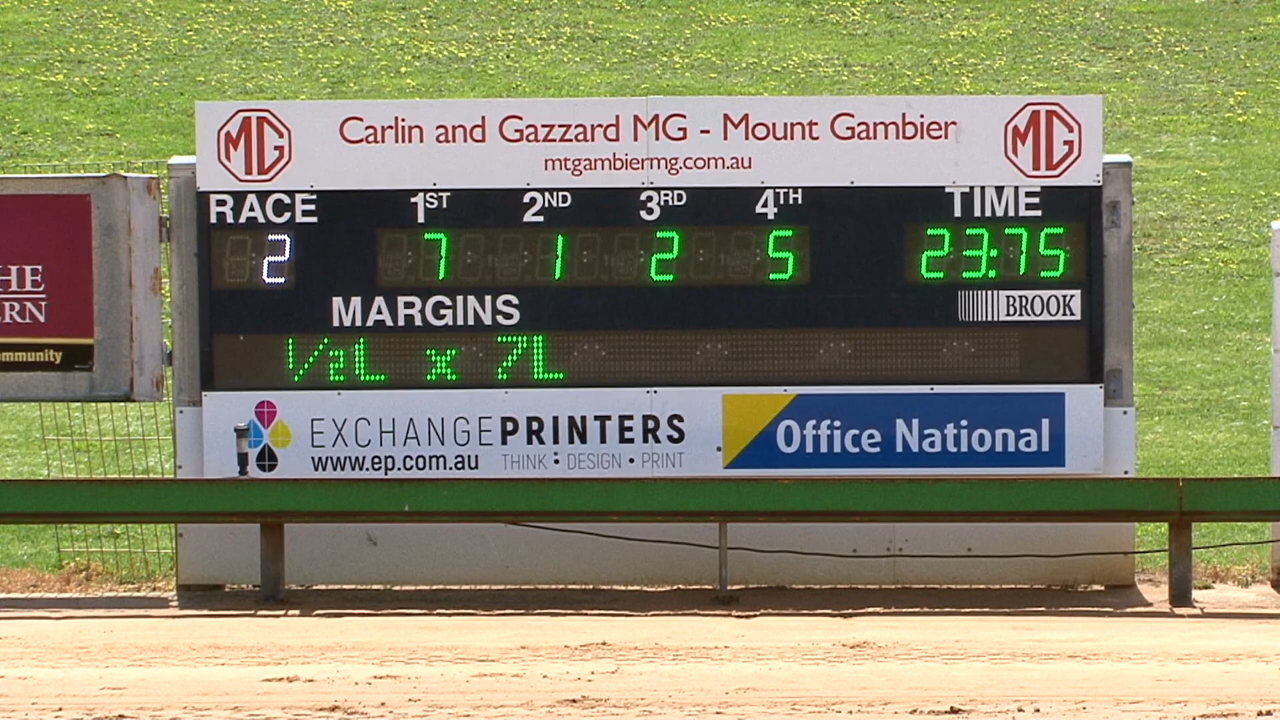 MG Carlin and Gazzard MG - Mount Gambier MG
mtgambiermg.com.au
RACE 1ST 2ND 3RD 4TH TIME
2 7 1 2 5 23.75
MARGINS BROOK
1/2L x 7L
HE
RN
mmunity
EXCHANGEPRINTERS
www.ep.com.au THINK • DESIGN • PRINT
Office National